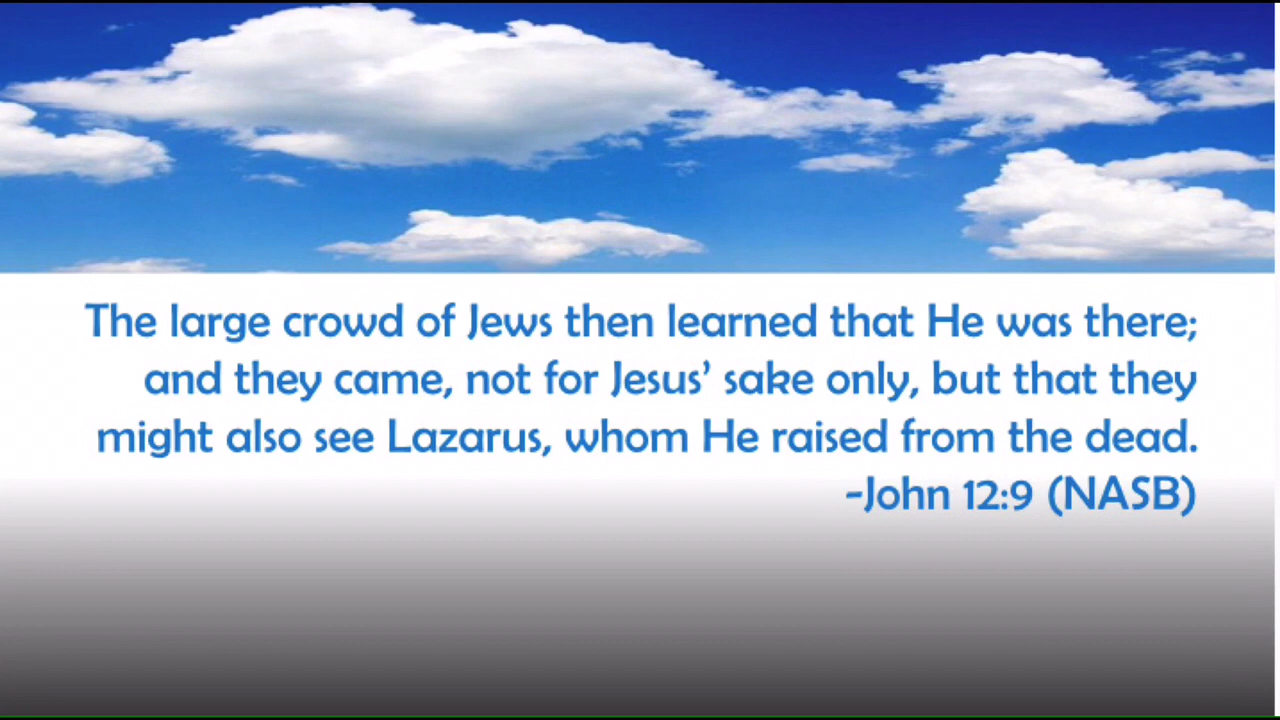 The large crowd of Jews then learned that He was there;
and they came, not for Jesus’ sake only, but that they
might also see Lazarus, whom He raised from the dead.
-John 12:9 (NASB)